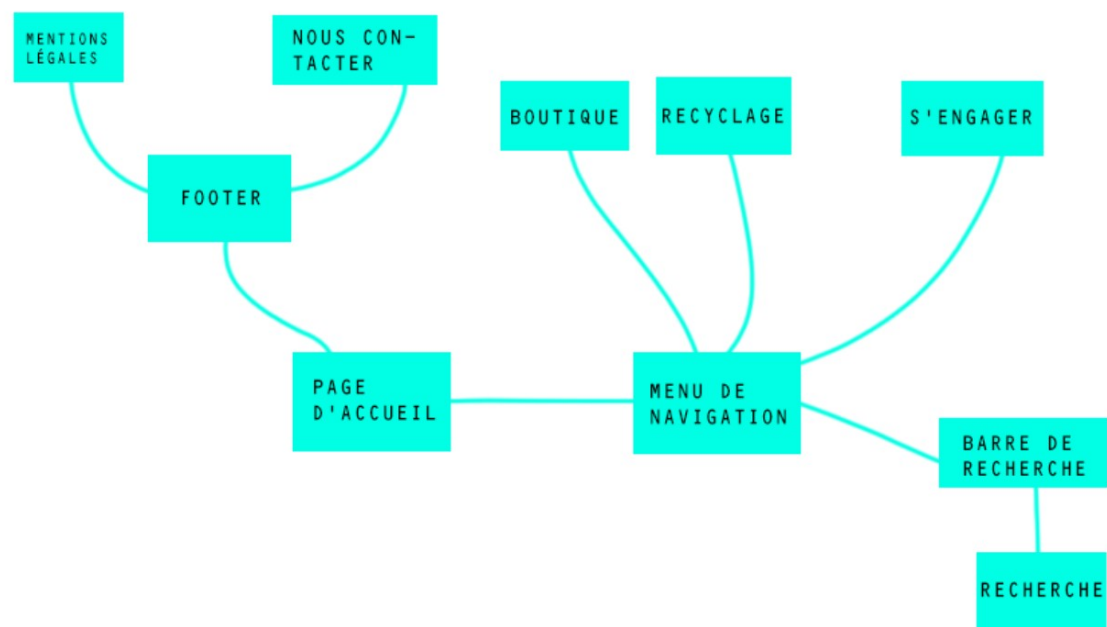 MENTIONS
LÉGALES
NOUS CON-
TACTER
BOUTIQUE
RECYCLAGE
S'ENGAGER
FOOTER
PAGE
D'ACCUEIL
MENU DE
NAVIGATION
BARRE DE
RECHERCHE
RECHERCHE